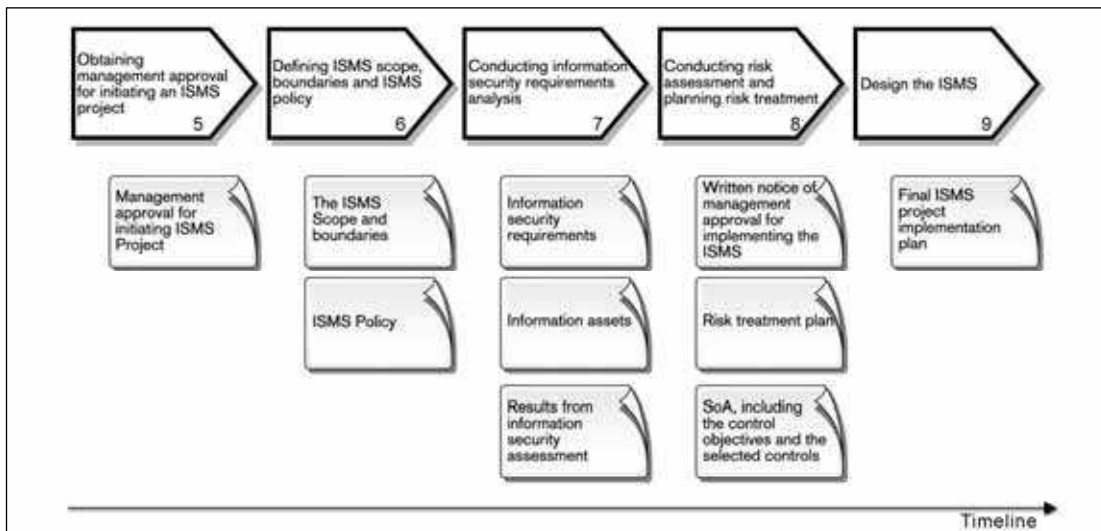 Obtaining
management approval
for initiating an ISMS
project
5
Defining ISMS scope,
boundaries and ISMS
policy
6
Conducting information
security requirements
analysis
7
Conducting risk
assessment and
planning risk treatment
8
Design the ISMS
9
Management
approval for
initiating ISMS
Project
The ISMS
Scope and
boundaries
Information
security
requirements
Written notice of
management
approval for
implementing the
ISMS
Final ISMS
project
implementation
plan
ISMS Policy
Information assets
Risk treatment plan
Results from
information
security
assessment
SoA, including
the control
objectives and the
selected controls
Timeline